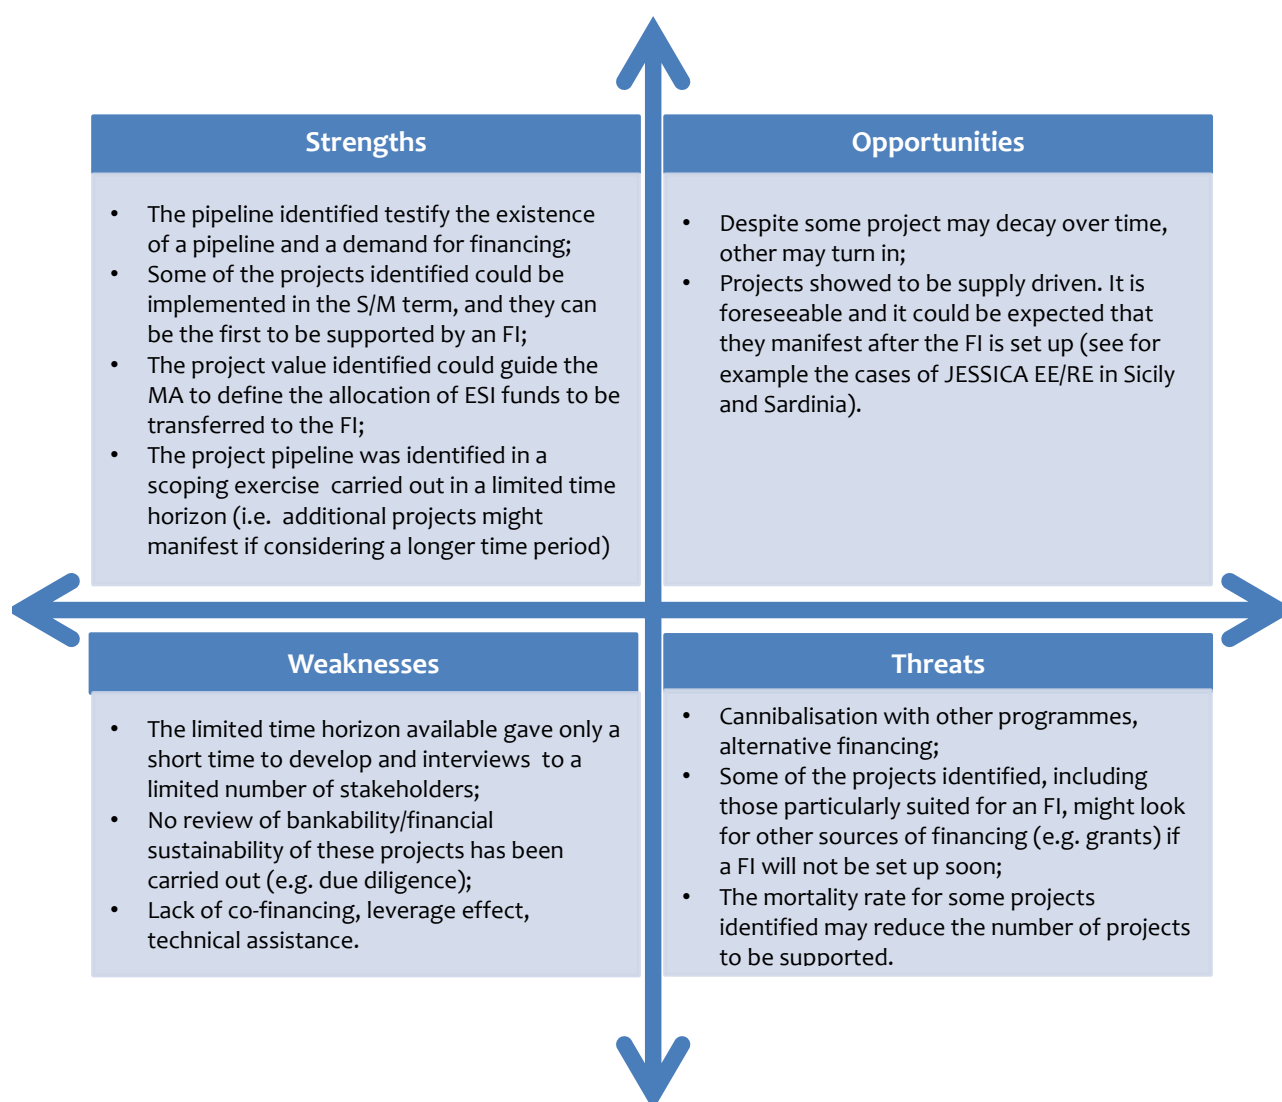 Strengths
• The pipeline identified testify the existence
of a pipeline and a demand for financing;
• Some of the projects identified could be
implemented in the S/M term, and they can
be the first to be supported by an FI;
• The project value identified could guide the
MA to define the allocation of ESI funds to be
transferred to the FI;
• The project pipeline was identified in a
scoping exercise  carried out in a limited time
horizon (i.e.  additional projects might
manifest if considering a longer time period)
Opportunities
• Despite some project may decay over time,
other may turn in;
• Projects showed to be supply driven. It is
foreseeable and it could be expected that
they manifest after the FI is set up (see for
example the cases of JESSICA EE/RE in Sicily
and Sardinia).
Weaknesses
• The limited time horizon available gave only a
short time to develop and interviews  to a
limited number of stakeholders;
• No review of bankability/financial
sustainability of these projects has been
carried out (e.g. due diligence);
• Lack of co-financing, leverage effect,
technical assistance.
Threats
• Cannibalisation with other programmes,
alternative financing;
• Some of the projects identified, including
those particularly suited for an FI, might look
for other sources of financing (e.g. grants) if
a FI will not be set up soon;
• The mortality rate for some projects
identified may reduce the number of projects
to be supported.